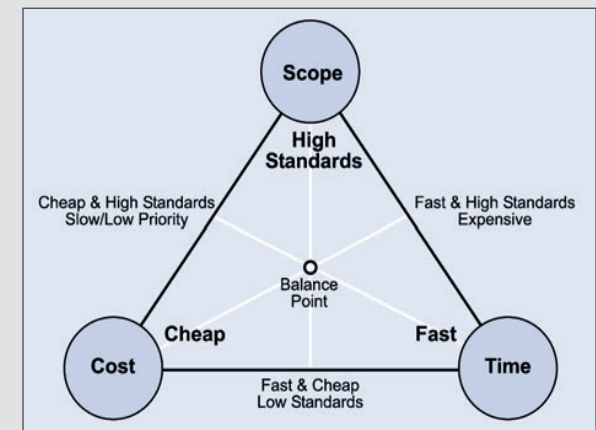 Scope
High
Standards
Cheap & High Standards
Slow/Low Priority
Fast & High Standards
Expensive
Balance
Point
Cheap
Fast
Cost
Time
Fast & Cheap
Low Standards